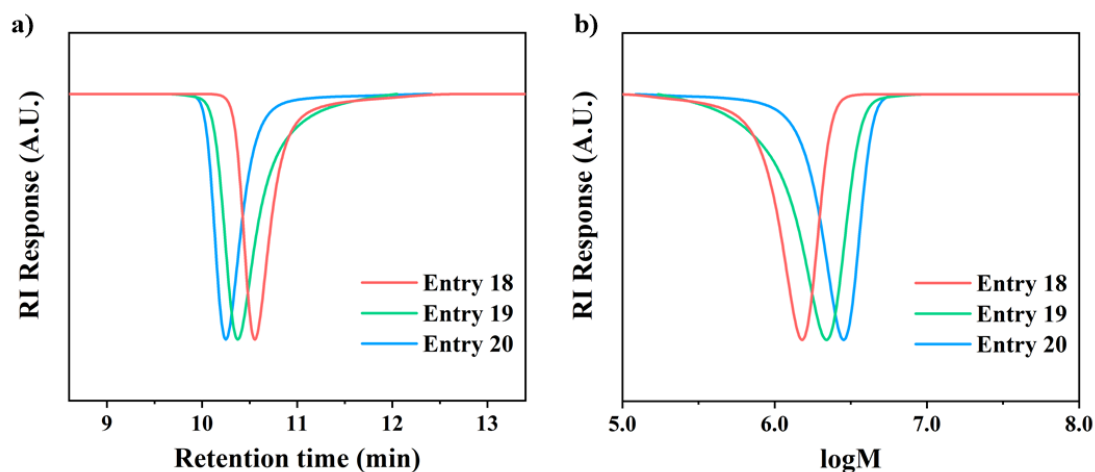 a)
RI Response (A.U.)
Entry 18
Entry 19
Entry 20
9 10 11 12 13
Retention time (min)
b)
RI Response (A.U.)
Entry 18
Entry 19
Entry 20
5.0 6.0 7.0 8.0
logM